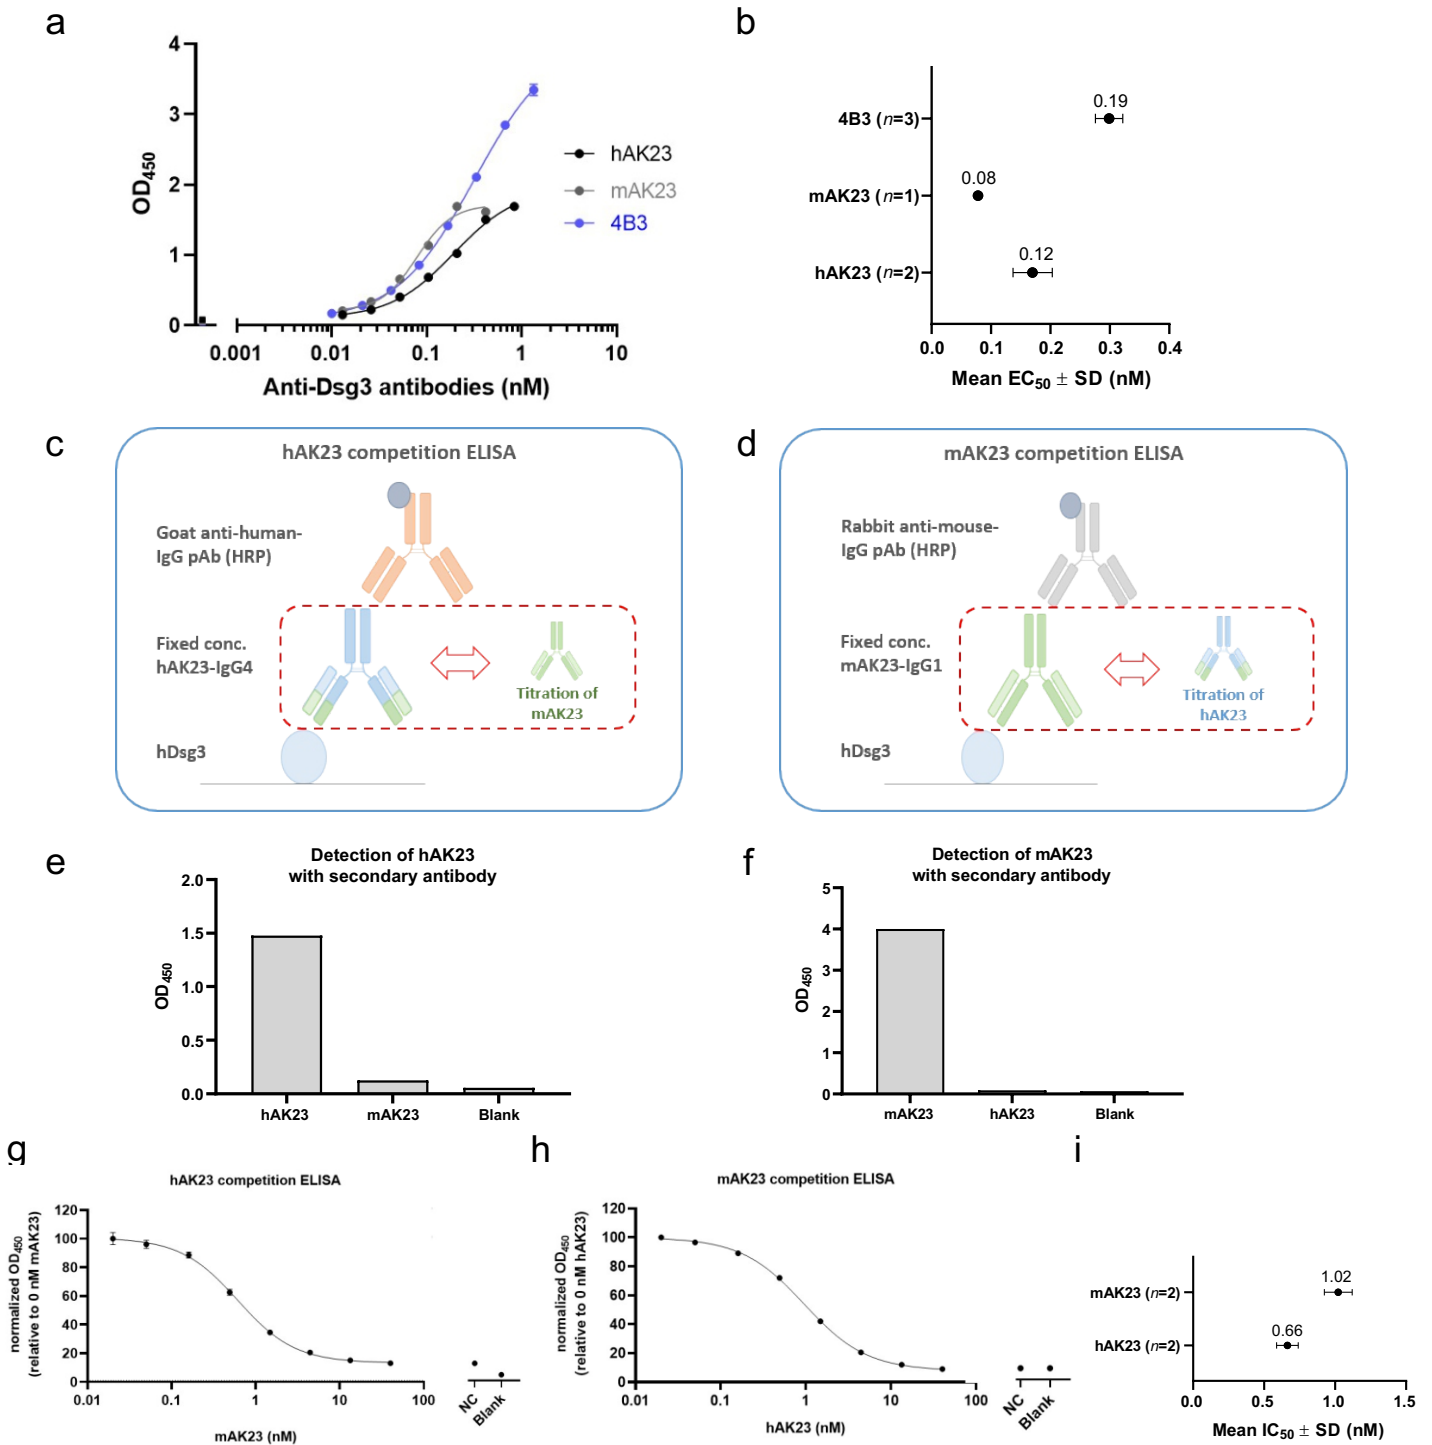 a
4
3
2
1
0
OD450
0.001
0.01
0.1
1
10
Anti-Dsg3 antibodies (nM)
hAK23
mAK23
4B3
b
4B3 (n=3)
mAK23 (n=1)
hAK23 (n=2)
0.19
0.08
0.12
0.0
0.1
0.2
0.3
0.4
Mean EC50 ± SD (nM)
c
hAK23 competition ELISA
Goat anti-human-
IgG pAb (HRP)
Fixed conc.
hAK23-IgG4
Titration of
mAK23
hDsg3
d
mAK23 competition ELISA
Rabbit anti-mouse-
IgG pAb (HRP)
Fixed conc.
mAK23-IgG1
Titration of
hAK23
hDsg3
e
Detection of hAK23
with secondary antibody
2.0
1.5
1.0
0.5
0.0
OD450
hAK23
mAK23
Blank
f
Detection of mAK23
with secondary antibody
5
4
3
2
1
0
OD450
mAK23
hAK23
Blank
g
hAK23 competition ELISA
normalized OD450
(relative to 0 nM mAK23)
120
100
80
60
40
20
0
0.01
0.1
1
10
100
NC
Blank
mAK23 (nM)
h
mAK23 competition ELISA
normalized OD450
(relative to 0 nM hAK23)
120
100
80
60
40
20
0
0.01
0.1
1
10
100
NC
Blank
hAK23 (nM)
i
mAK23 (n=2)
hAK23 (n=2)
1.02
0.66
0.0
0.5
1.0
1.5
Mean IC50 ± SD (nM)